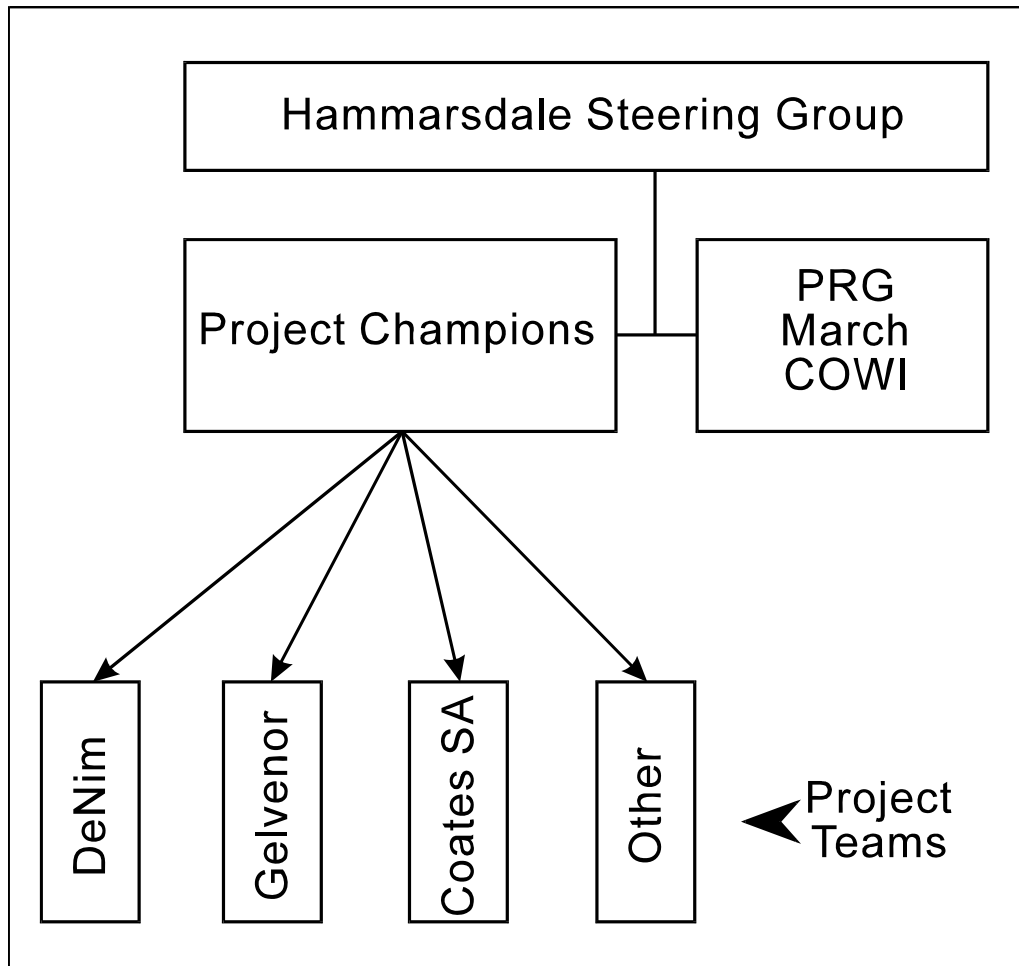 Hammarsdale Steering Group
Project Champions
PRG
March
COWI
DeNim
Gelvenor
Coates SA
Other
Project
Teams